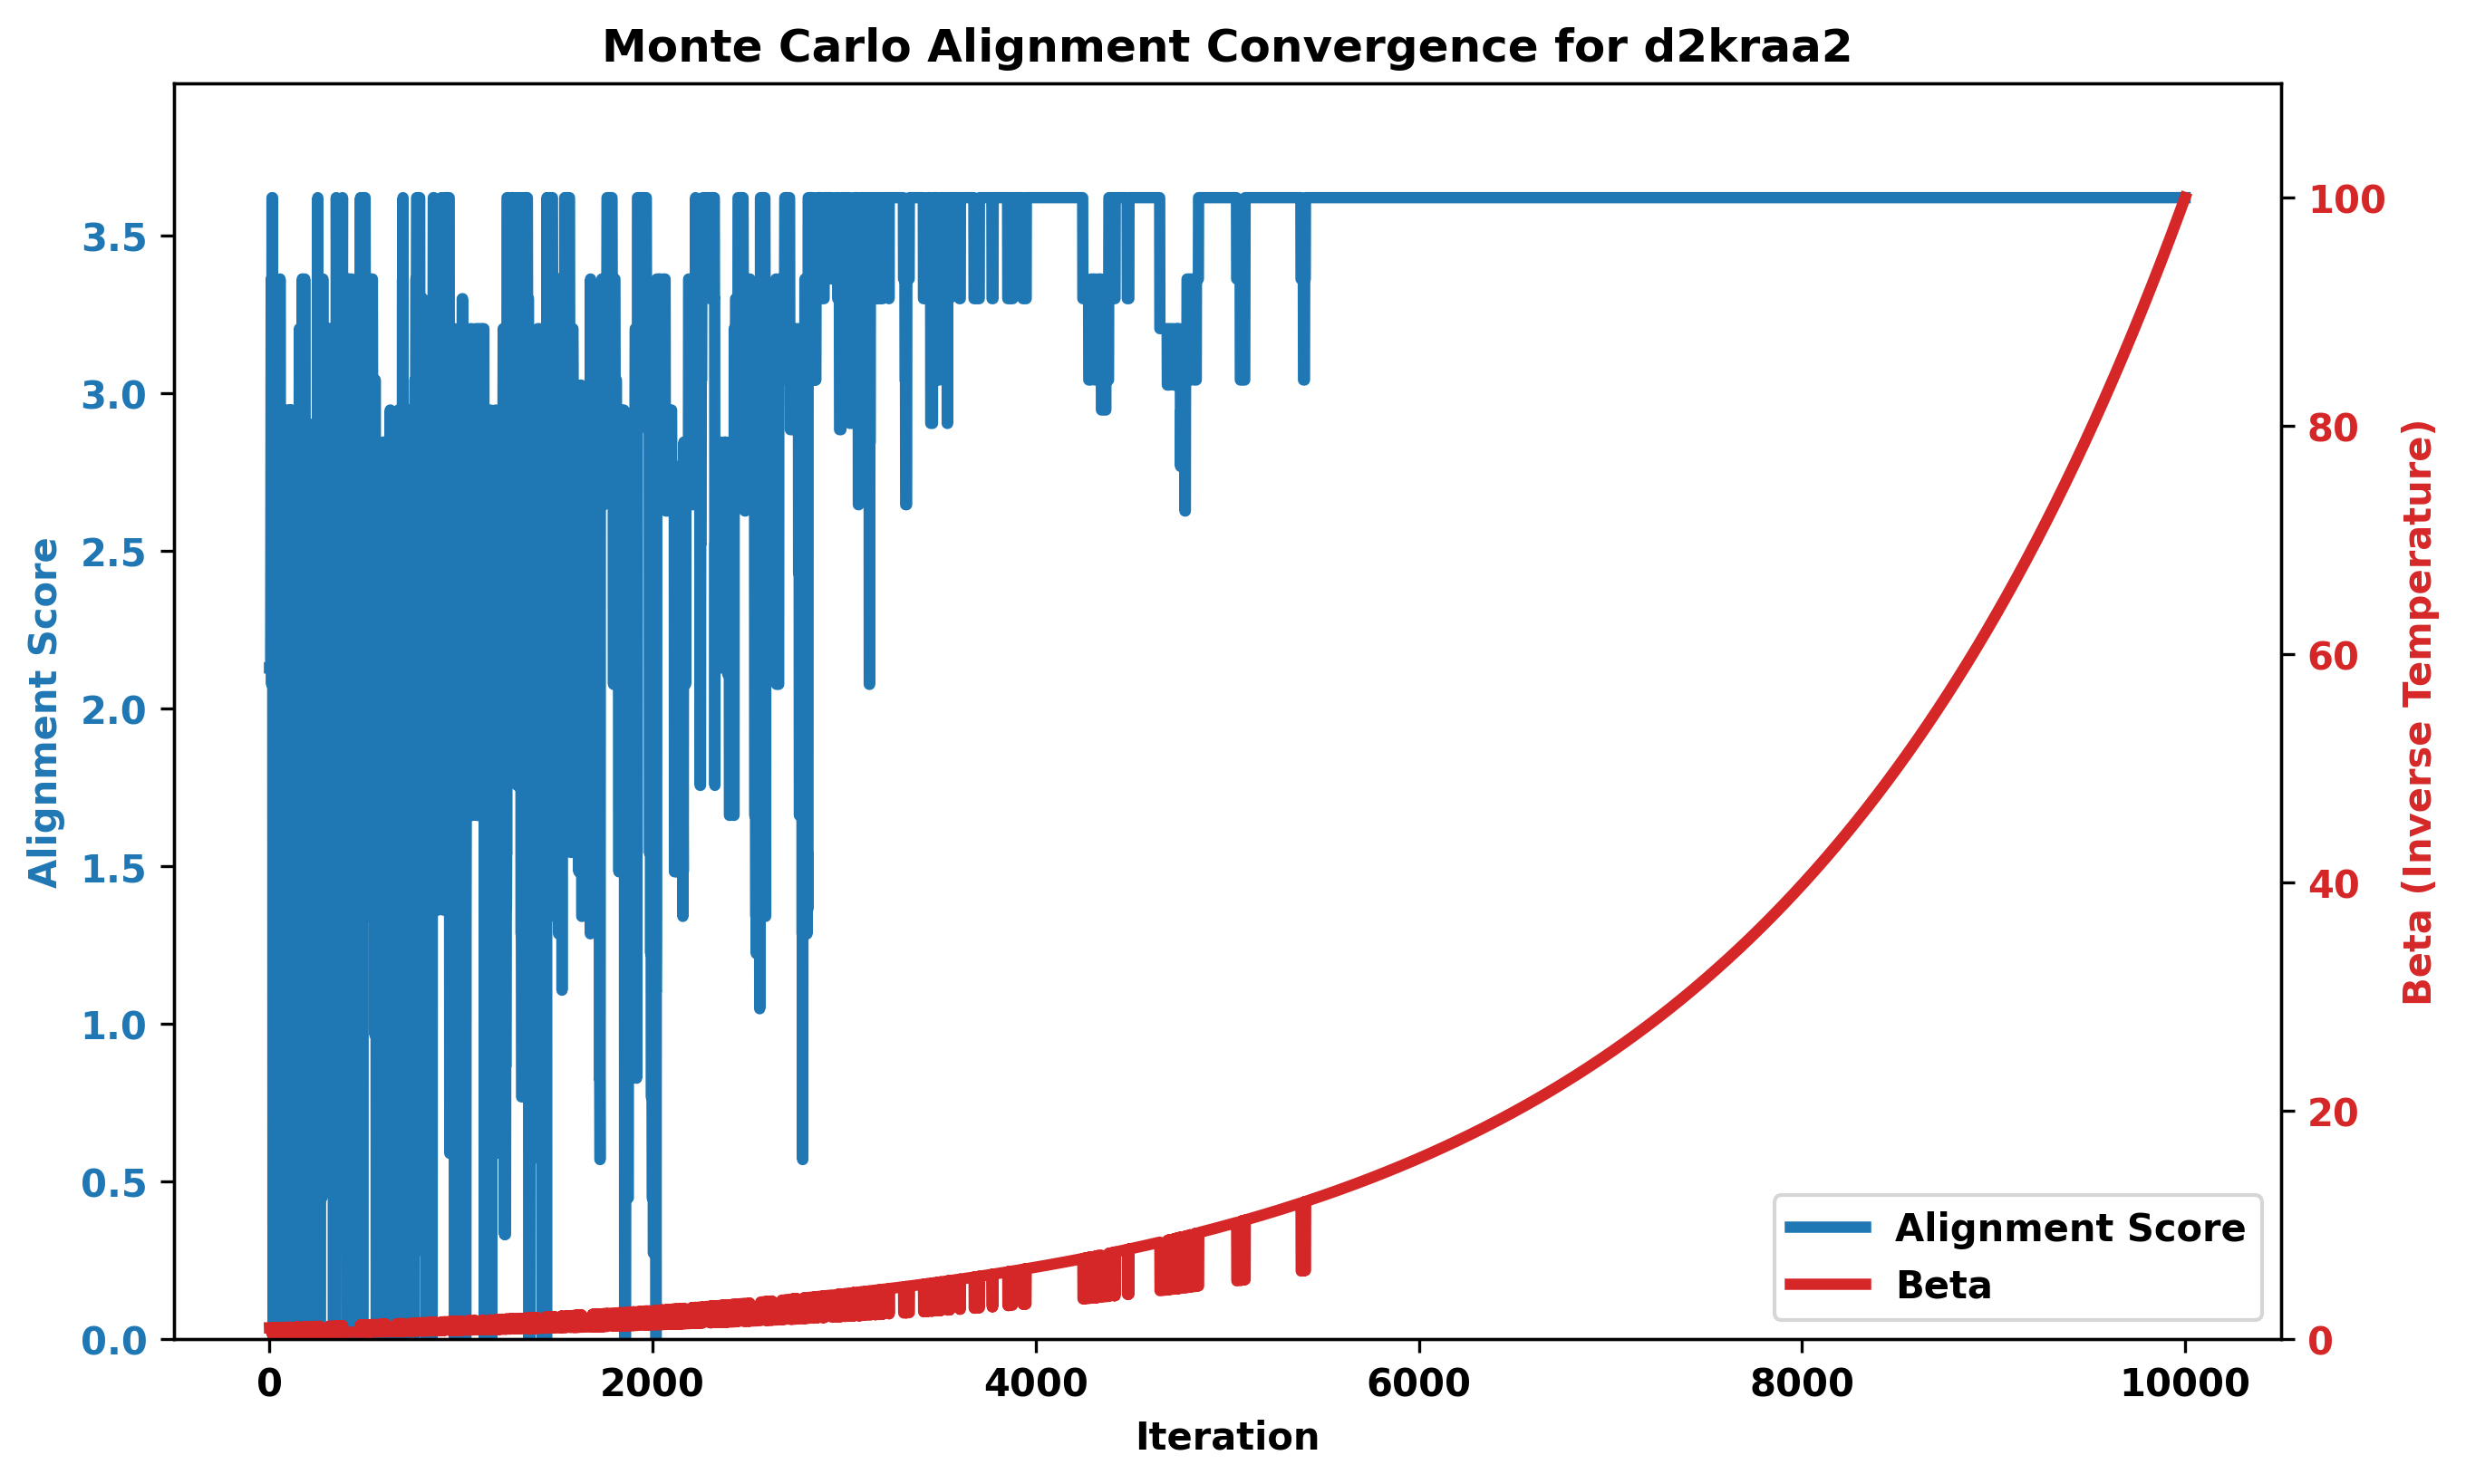 Monte Carlo Alignment Convergence for d2kraa2
Alignment Score
3.5
3.0
2.5
2.0
1.5
1.0
0.5
0.0
0 2000 4000 6000 8000 10000
Iteration
100
80
60
40
20
0
Beta (Inverse Temperature)
Alignment Score
Beta